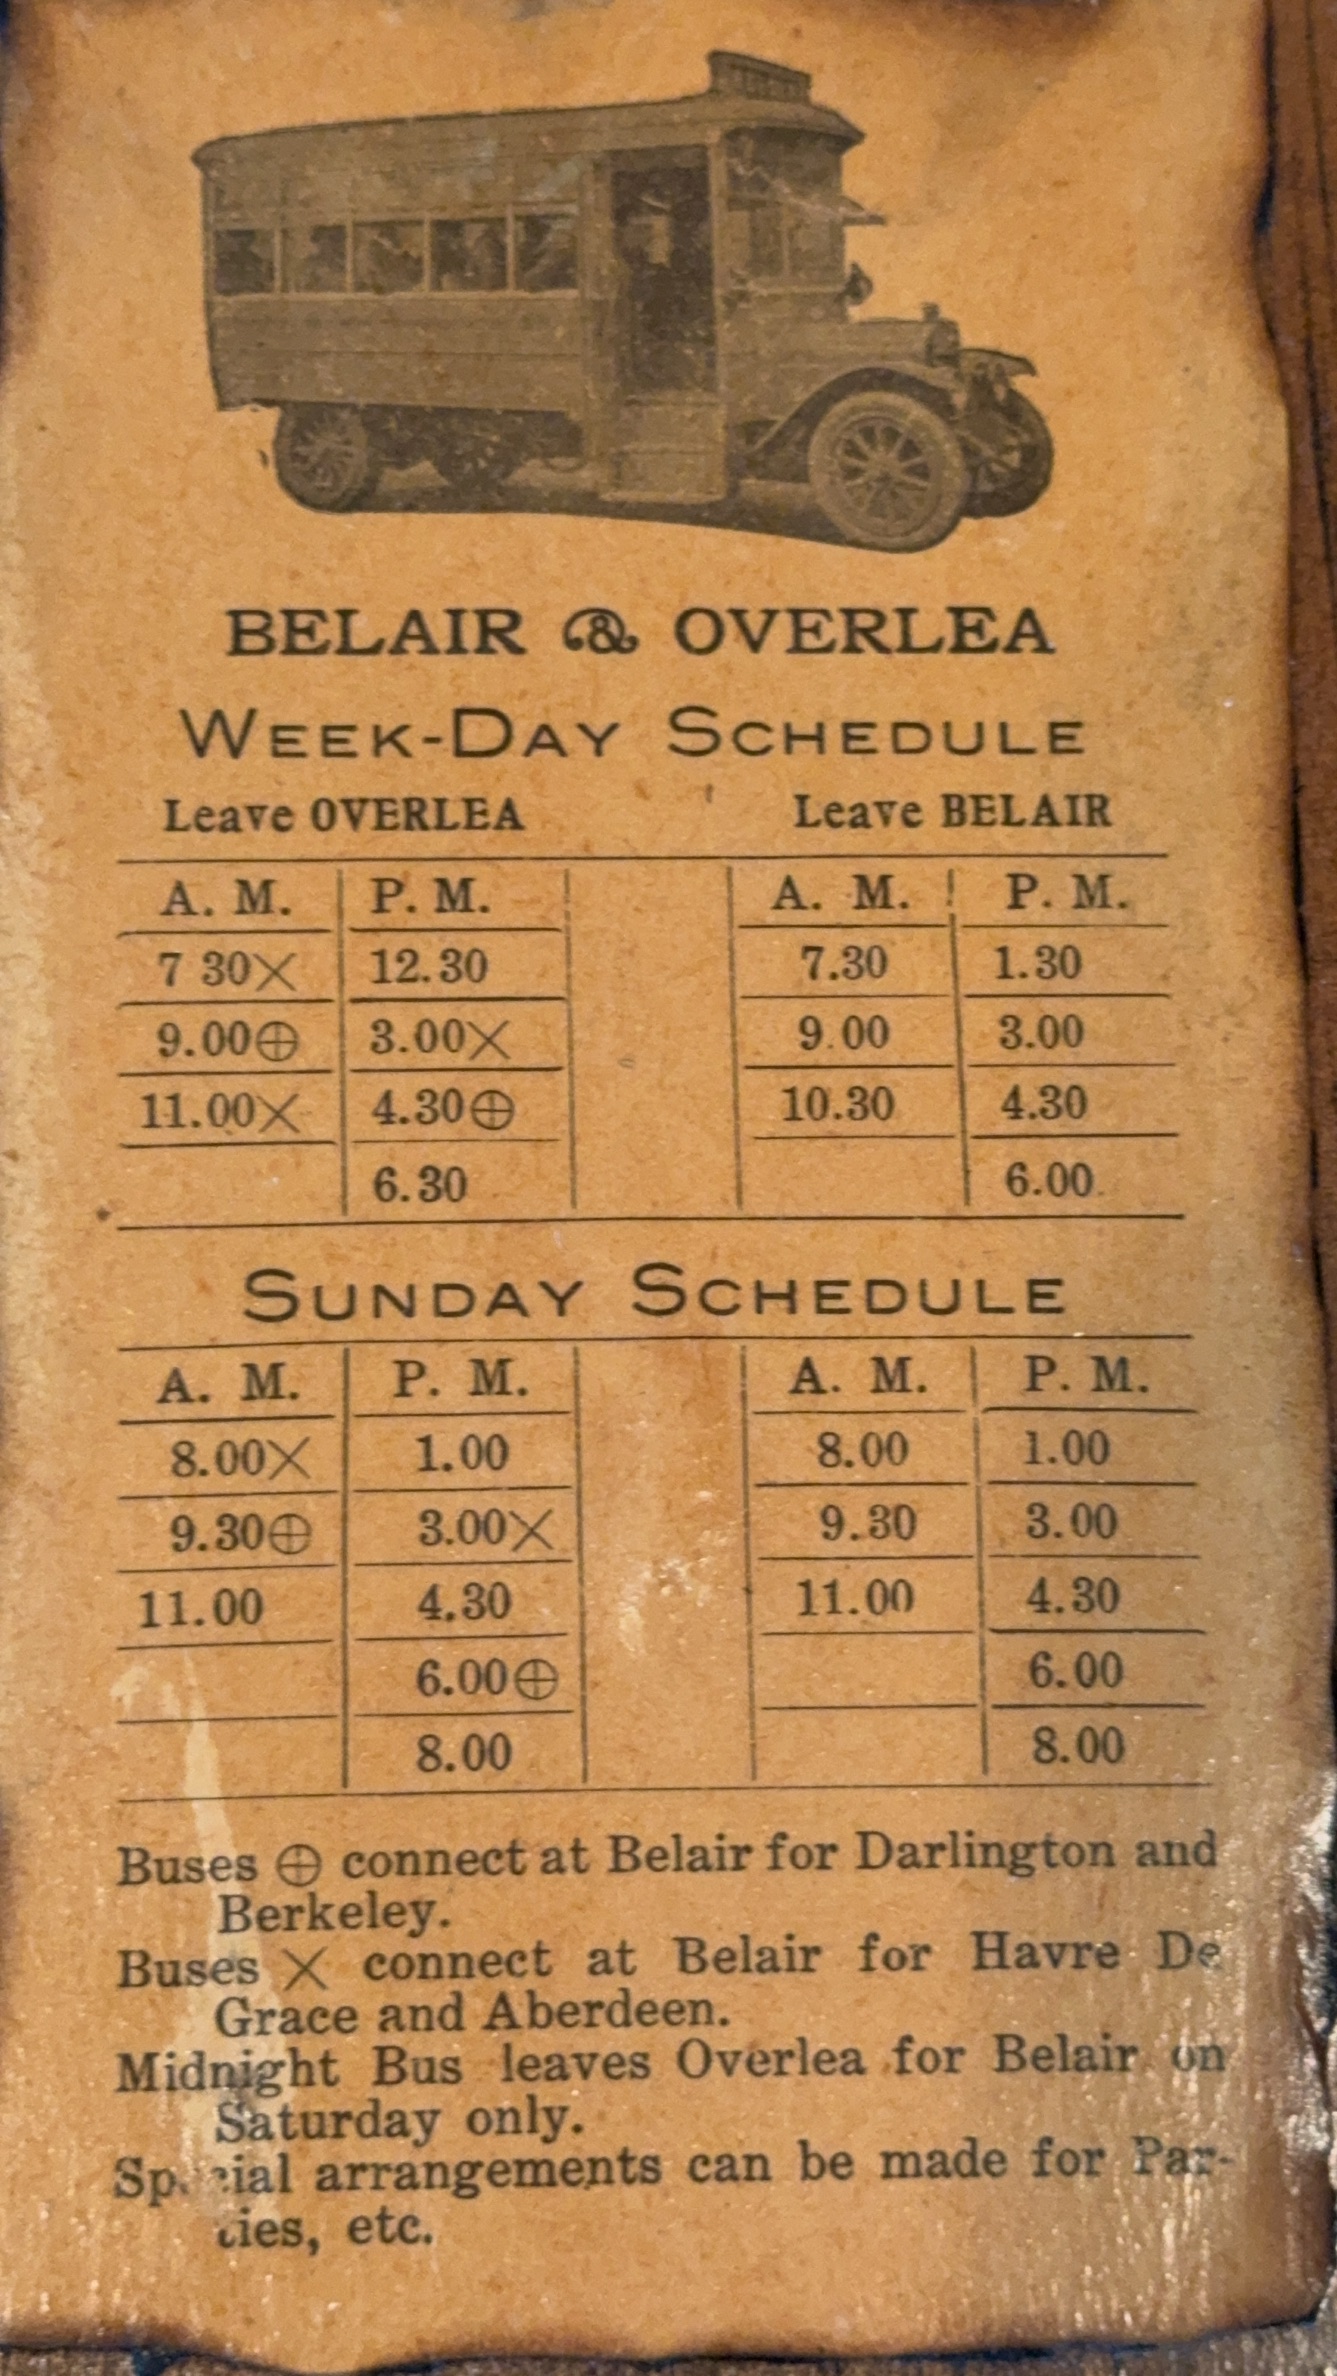 BELAIR & OVERLEA
WEEK-DAY SCHEDULE
Leave OVERLEA Leave BELAIR
A. M. P. M. A. M. P. M.
7 30X 12.30 7.30 1.30
9.00⊕ 3.00X 9.00 3.00
11.00X 4.30⊕ 10.30 4.30
6.30 6.00
SUNDAY SCHEDULE
A. M. P. M. A. M. P. M.
8.00X 1.00 8.00 1.00
9.30⊕ 3.00X 9.30 3.00
11.00 4.30 11.00 4.30
6.00⊕ 6.00
8.00 8.00
Buses ⊕ connect at Belair for Darlington and
Berkeley.
Buses X connect at Belair for Havre De
Grace and Aberdeen.
Midnight Bus leaves Overlea for Belair on
Saturday only.
Special arrangements can be made for Par-
ties, etc.